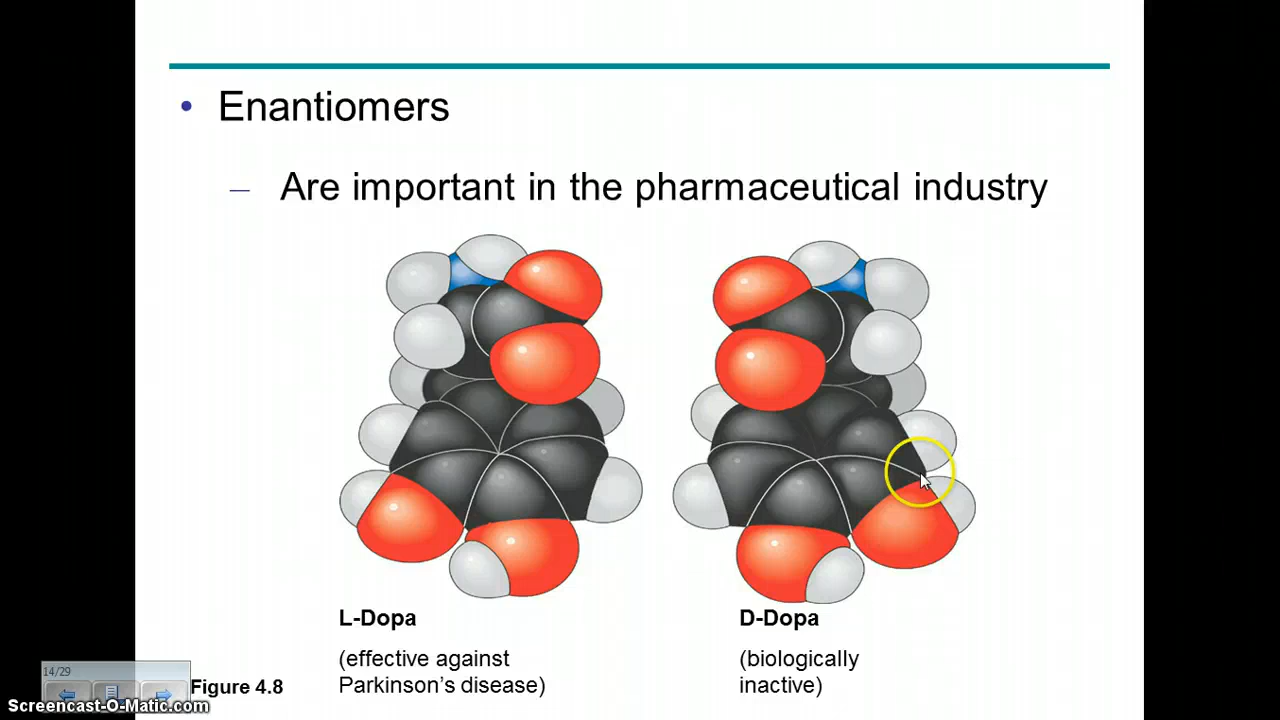 • Enantiomers
– Are important in the pharmaceutical industry
L-Dopa
(effective against
Parkinson's disease)
D-Dopa
(biologically
inactive)
14/29
Figure 4.8
Screencast-O-Matic.com